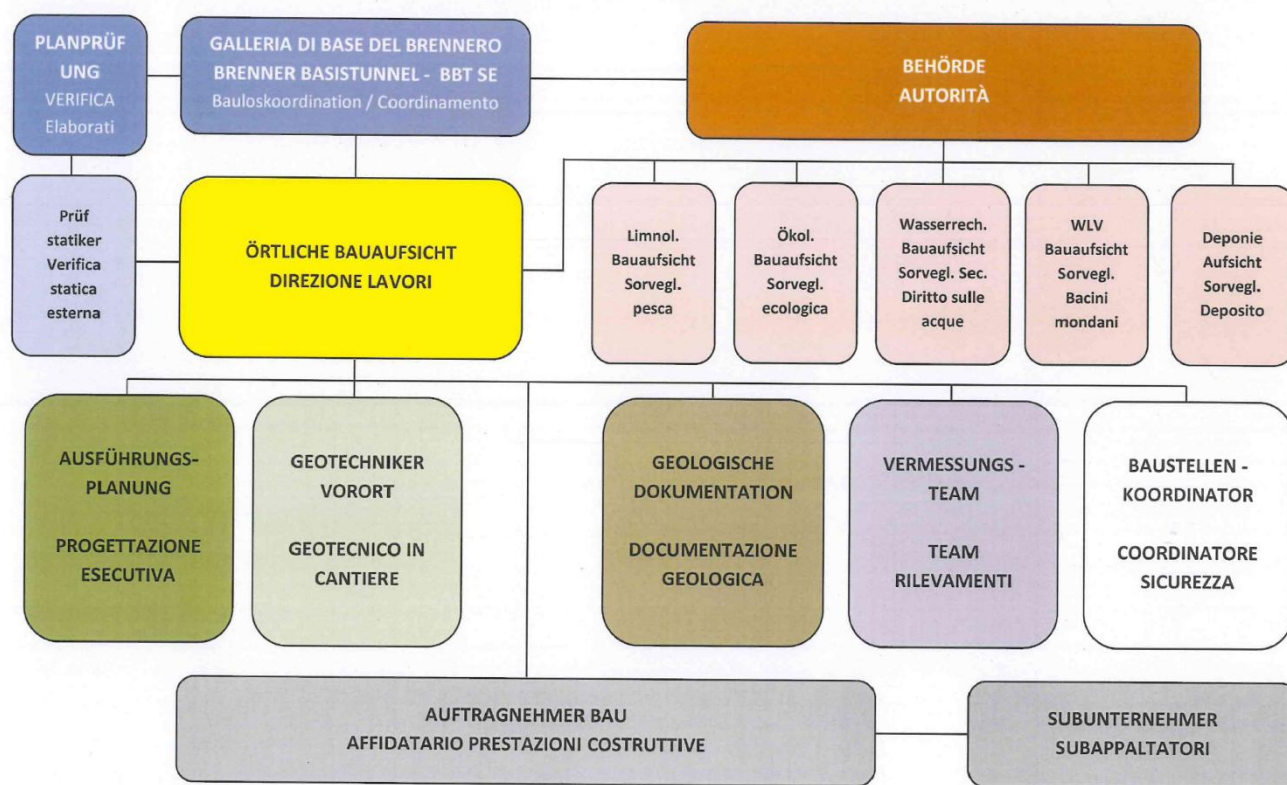 PLANPRÜF
UNG
VERIFICA
Elaborati
GALLERIA DI BASE DEL BRENNERO
BRENNER BASISTUNNEL - BBT SE
Bauloskoordination / Coordinamento
BEHÖRDE
AUTORITÀ
Prüf
statiker
Verifica
statica
esterna
ÖRTLICHE BAUAUFSICHT
DIREZIONE LAVORI
Limnol.
Bauaufsicht
Sorvegl.
pesca
Ökol.
Bauaufsicht
Sorvegl.
ecologica
Wasserrech.
Bauaufsicht
Sorvegl. Sec.
Diritto sulle
acque
WLV
Bauaufsicht
Sorvegl.
Bacini
mondani
Deponie
Aufsicht
Sorvegl.
Deposito
AUSFÜHRUNGS-
PLANUNG
PROGETTAZIONE
ESECUTIVA
GEOTECHNIKER
VORORT
GEOTECNICO IN
CANTIERE
GEOLOGISCHE
DOKUMENTATION
DOCUMENTAZIONE
GEOLOGICA
VERMESSUNGS -
TEAM
TEAM
RILEVAMENTI
BAUSTELLEN -
KOORDINATOR
COORDINATORE
SICUREZZA
AUFTRAGNEHMER BAU
AFFIDATARIO PRESTAZIONI COSTRUTTIVE
SUBUNTERNEHMER
SUBAPPALTATORI